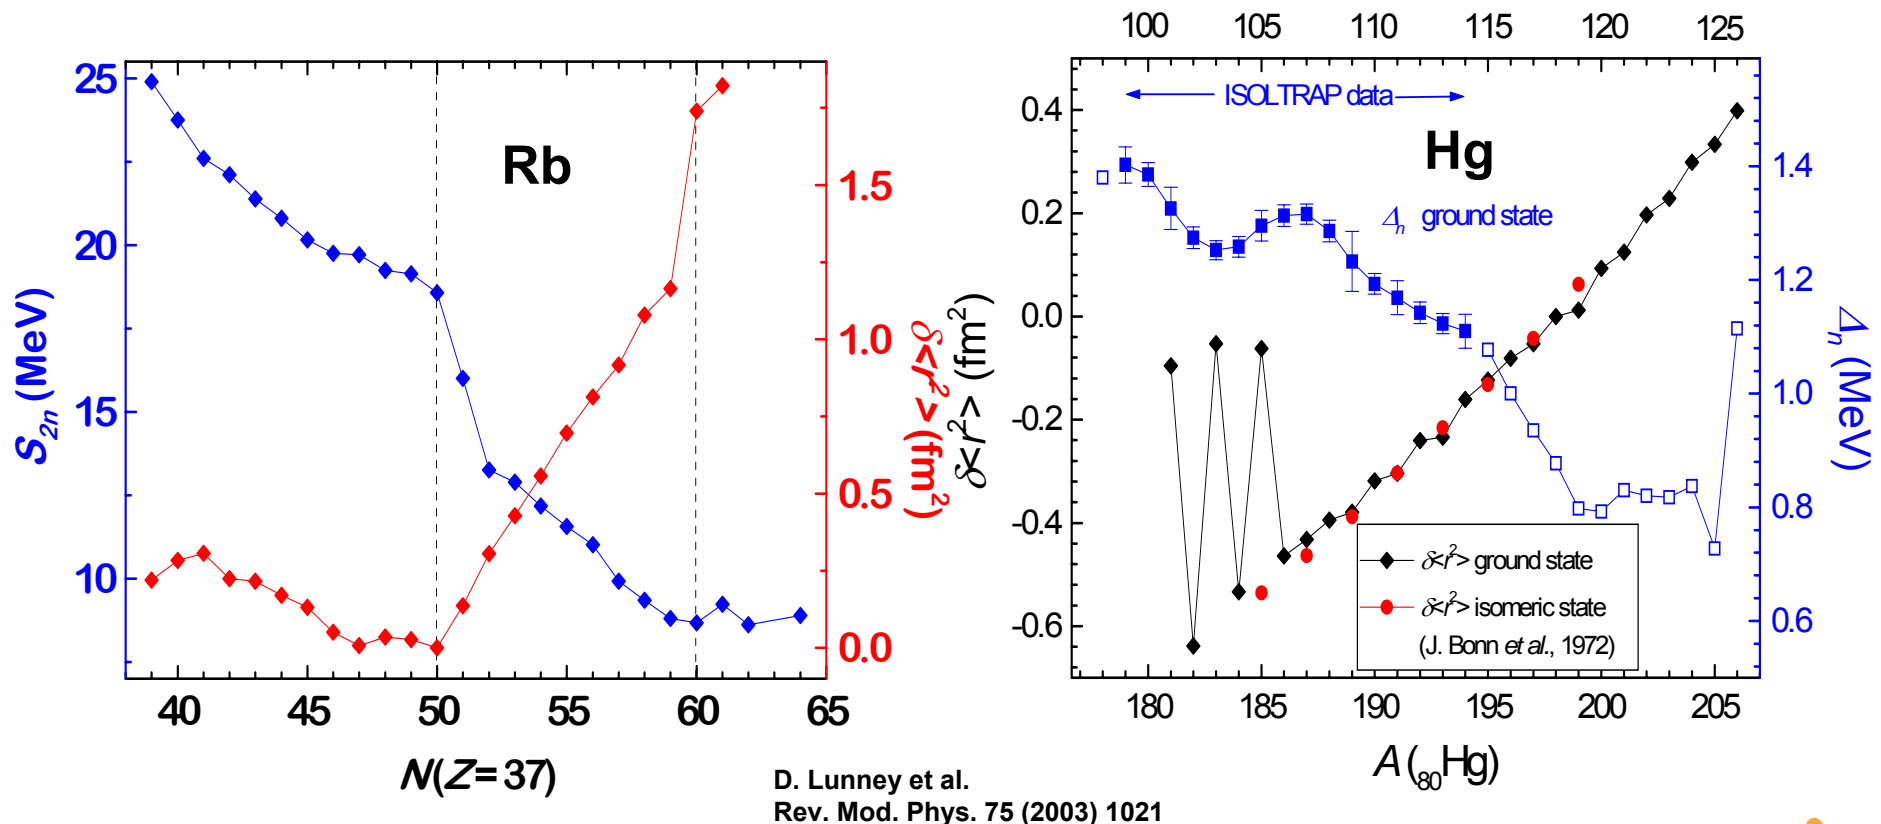 25
20
15
10
S2n (MeV)
Rb
1.5
1.0
0.5
0.0
δ<r2> (fm2)
40 45 50 55 60 65
N(Z=37)
100 105 110 115 120 125
ISOLTRAP data
Hg
Δn ground state
0.4
0.2
0.0
-0.2
-0.4
-0.6
δ<r2> (fm2)
1.4
1.2
1.0
0.8
0.6
Δn (MeV)
δ<r2> ground state
δ<r2> isomeric state
(J. Bonn et al., 1972)
180 185 190 195 200 205
A (80Hg)
D. Lunney et al.
Rev. Mod. Phys. 75 (2003) 1021